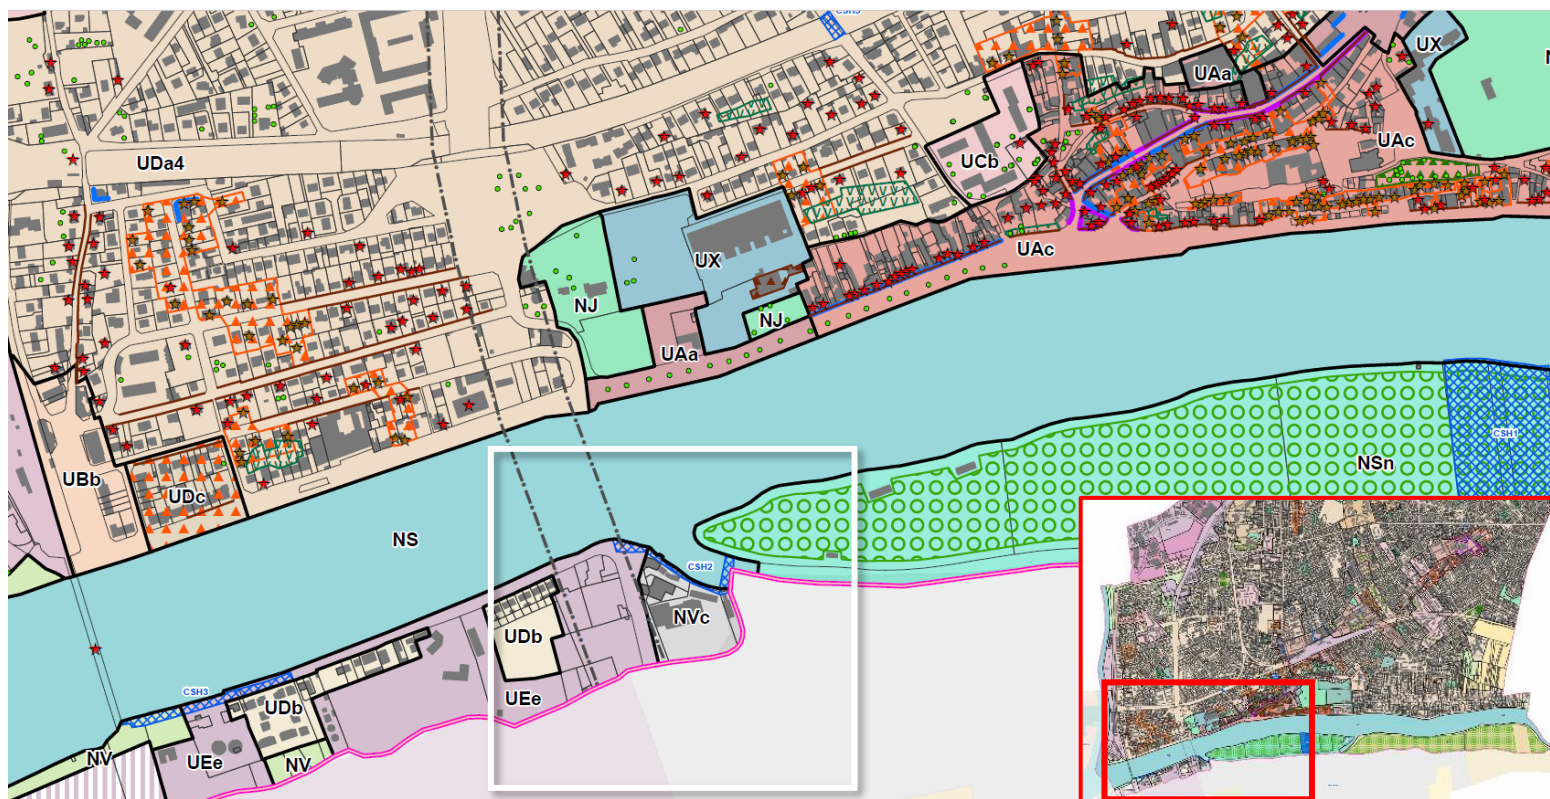 CSH3
UX
UAa
N
UDa4
UCb
UAc
UAc
UX
NJ
NJ
UAa
CSH1
NSn
UBb
UDc
NS
CSH2
NVc
UDb
UEe
CSH3
UDb
NV
UEe
NV